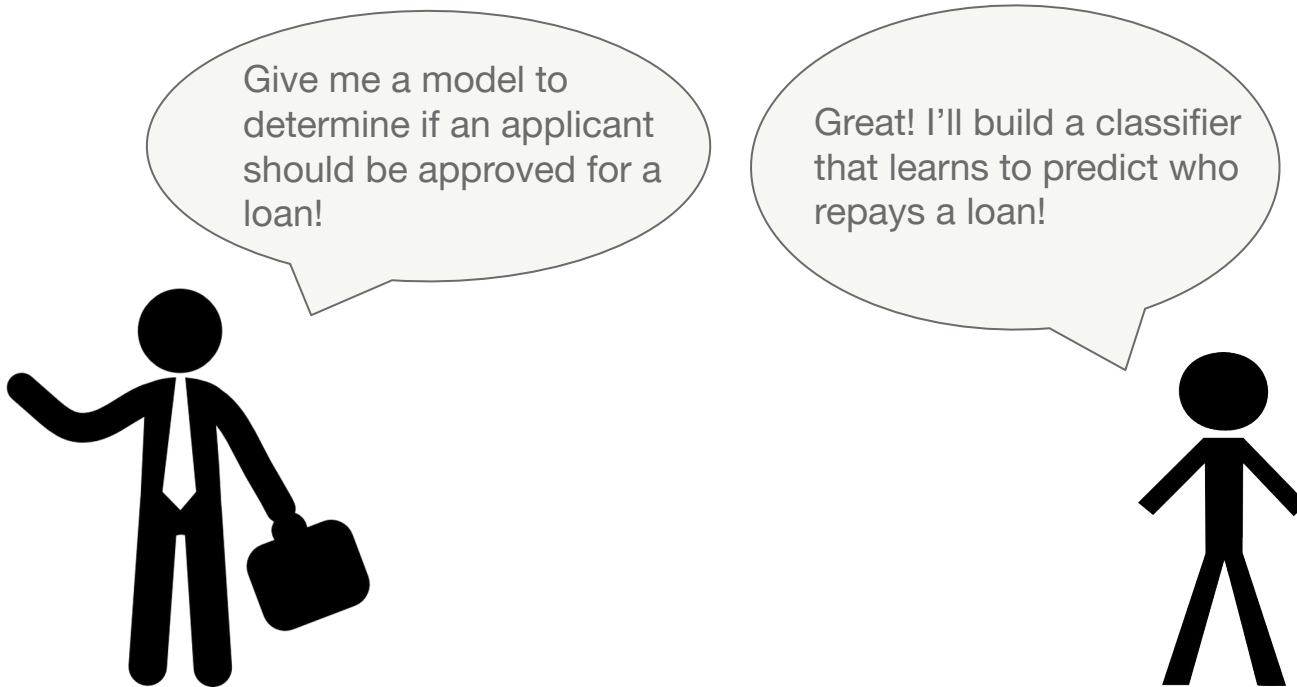 Give me a model to
determine if an applicant
should be approved for a
loan!
Great! I’ll build a classifier
that learns to predict who
repays a loan!